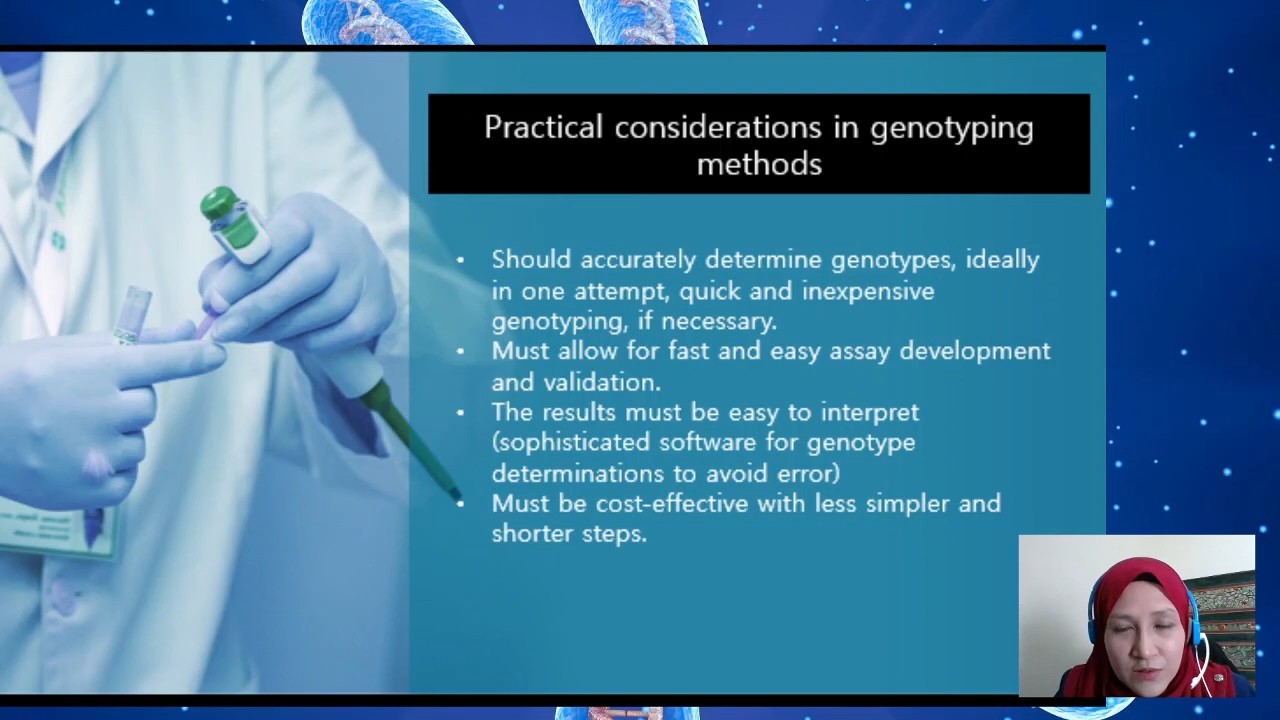 Practical considerations in genotyping
methods
• Should accurately determine genotypes, ideally
in one attempt, quick and inexpensive
genotyping, if necessary.
• Must allow for fast and easy assay development
and validation.
• The results must be easy to interpret
(sophisticated software for genotype
determinations to avoid error)
• Must be cost-effective with less simpler and
shorter steps.